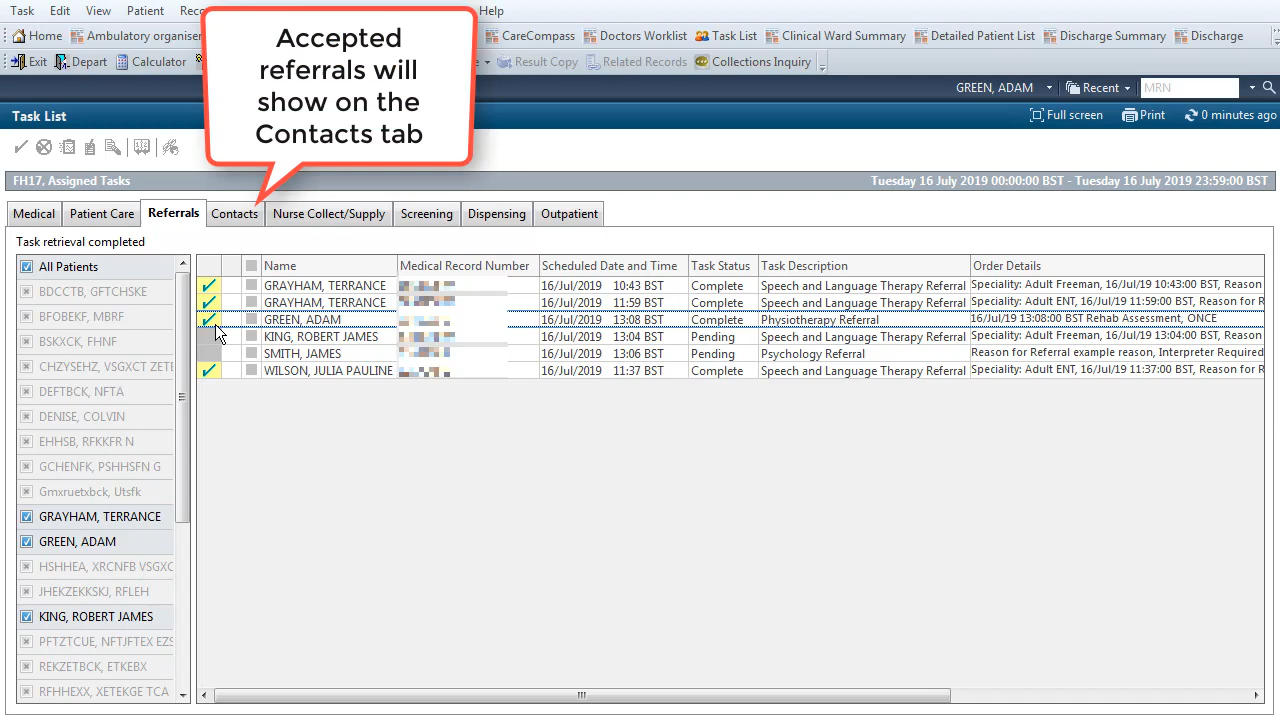 Task Edit View Patient Help
Home Ambulatory CareCompass Doctors Worklist Task List Clinical Ward Summary Detailed Patient List Discharge Summary Discharge
Exit Depart Calculator Result Copy Related Records Collections Inquiry
Accepted
referrals will
show on the
Contacts tab
GREEN, ADAM Recent MRN
Task List Full screen Print 0 minutes ago
FH17, Assigned Tasks Tuesday 16 July 2019 00:00:00 BST - Tuesday 16 July 2019 23:59:00 BST
Medical Patient Care Referrals Contacts Nurse Collect/Supply Screening Dispensing Outpatient
Task retrieval completed
All Patients
BDCCTB, GFTCHSKE
BFOBEKF, MBRF
BSKXCK, FHNF
CHZYSEHZ, VSGXCT ZETE
DEFTBCK, NFTA
DENISE, COLVIN
EHHSB, RFKKFR N
GCHENFK, PSHHSFN G
Gmxruetxbck, Utsfk
GRAYHAM, TERRANCE
GREEN, ADAM
HSHHEA, XRCNFB VSGXC
JHEKZEKKSKJ, RFLEH
KING, ROBERT JAMES
PFTZTCUE, NFTJFTEX EZS
REKZETBCK, ETKEBX
RFHHEXX, XETEKGE TCA
Name Medical Record Number Scheduled Date and Time Task Status Task Description Order Details
GRAYHAM, TERRANCE 16/Jul/2019 10:43 BST Complete Speech and Language Therapy Referral Speciality: Adult Freeman, 16/Jul/19 10:43:00 BST, Reason
GRAYHAM, TERRANCE 16/Jul/2019 11:59 BST Complete Speech and Language Therapy Referral Speciality: Adult ENT, 16/Jul/19 11:59:00 BST, Reason for R
GREEN, ADAM 16/Jul/2019 13:08 BST Complete Physiotherapy Referral 16/Jul/19 13:08:00 BST Rehab Assessment, ONCE
KING, ROBERT JAMES 16/Jul/2019 13:04 BST Pending Speech and Language Therapy Referral Speciality: Adult Freeman, 16/Jul/19 13:04:00 BST, Reason
SMITH, JAMES 16/Jul/2019 13:06 BST Pending Psychology Referral Reason for Referral example reason, Interpreter Required
WILSON, JULIA PAULINE 16/Jul/2019 11:37 BST Complete Speech and Language Therapy Referral Speciality: Adult ENT, 16/Jul/19 11:37:00 BST, Reason for R